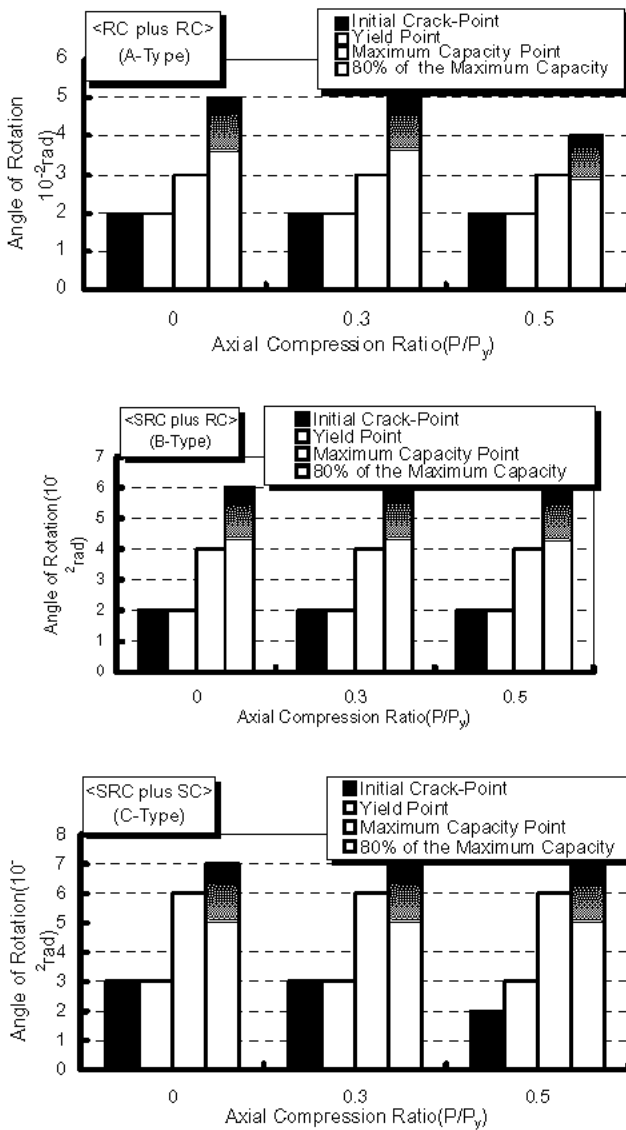 <RC plus RC>
(A-Type)
Initial Crack-Point
Yield Point
Maximum Capacity Point
80% of the Maximum Capacity
Angle of Rotation
10-2rad)
6
5
4
3
2
1
0
0
0.3
0.5
Axial Compression Ratio(P/Py)
<SRC plus RC>
(B-Type)
Initial Crack-Point
Yield Point
Maximum Capacity Point
80% of the Maximum Capacity
Angle of Rotation(10-
2rad)
7
6
5
4
3
2
1
0
0
0.3
0.5
Axial Compression Ratio(P/Py)
<SRC plus SC>
(C-Type)
Initial Crack-Point
Yield Point
Maximum Capacity Point
80% of the Maximum Capacity
Angle of Rotation(10-
2rad)
8
7
6
5
4
3
2
1
0
0
0.3
0.5
Axial Compression Ratio(P/Py)